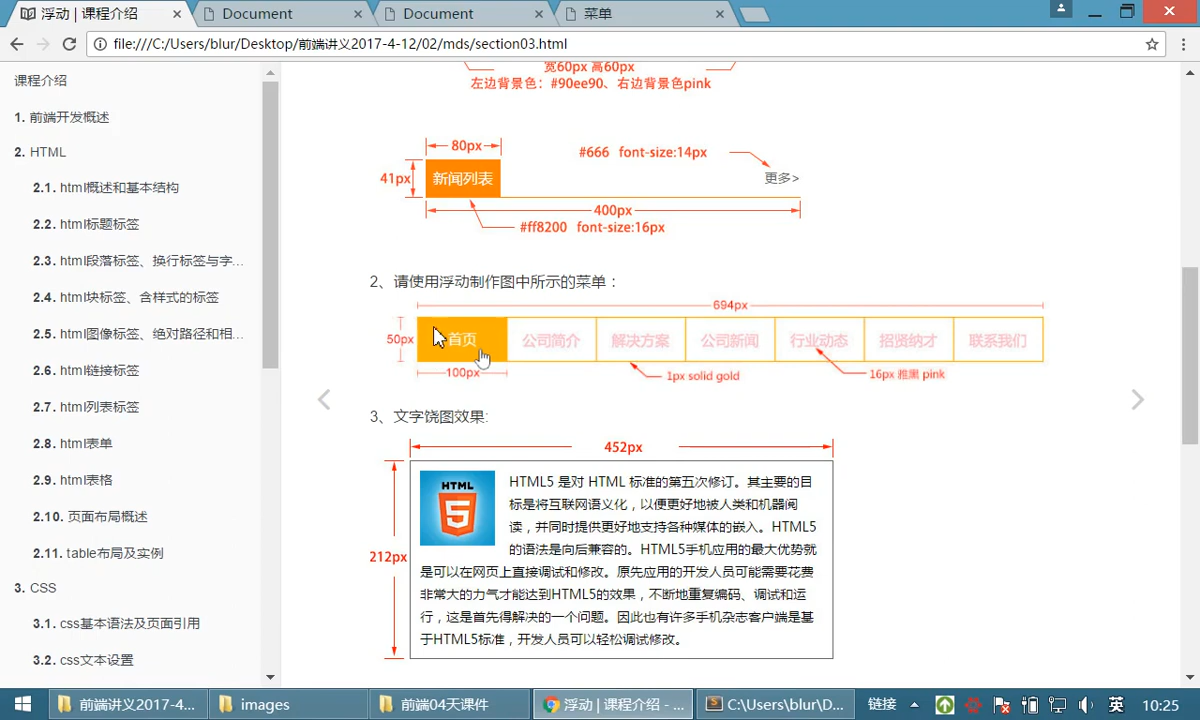 浮动 | 课程介绍
Document
Document
菜单
file:///C:/Users/blur/Desktop/前端讲义2017-4-12/02/mds/section03.html
课程介绍
1. 前端开发概述
2. HTML
2.1. html概述和基本结构
2.2. html标题标签
2.3. html段落标签、换行标签与字...
2.4. html块标签、含样式的标签
2.5. html图像标签、绝对路径和相...
2.6. html链接标签
2.7. html列表标签
2.8. html表单
2.9. html表格
2.10. 页面布局概述
2.11. table布局及实例
3. CSS
3.1. css基本语法及页面引用
3.2. css文本设置
宽60px 高60px
左边背景色：#90ee90、右边背景色pink
80px
#666 font-size:14px
41px
新闻列表
更多>
400px
#ff8200 font-size:16px
2、请使用浮动制作图中所示的菜单：
694px
50px
首页
公司简介
解决方案
公司新闻
行业动态
招贤纳才
联系我们
100px
1px solid gold
16px 雅黑 pink
3、文字饶图效果:
452px
212px
HTML
5
HTML5 是对 HTML 标准的第五次修订。其主要的目
标是将互联网语义化，以便更好地被人类和机器阅
读，并同时提供更好地支持各种媒体的嵌入。HTML5
的语法是向后兼容的。HTML5手机应用的最大优势就
是可以在网页上直接调试和修改。原先应用的开发人员可能需要花费
非常大的力气才能达到HTML5的效果，不断地重复编码、调试和运
行，这是首先得解决的一个问题。因此也有许多手机杂志客户端是基
于HTML5标准，开发人员可以轻松调试修改。
前端讲义2017-4...
images
前端04天课件
浮动 | 课程介绍 - ...
C:\Users\blur\D...
链接
英
10:25